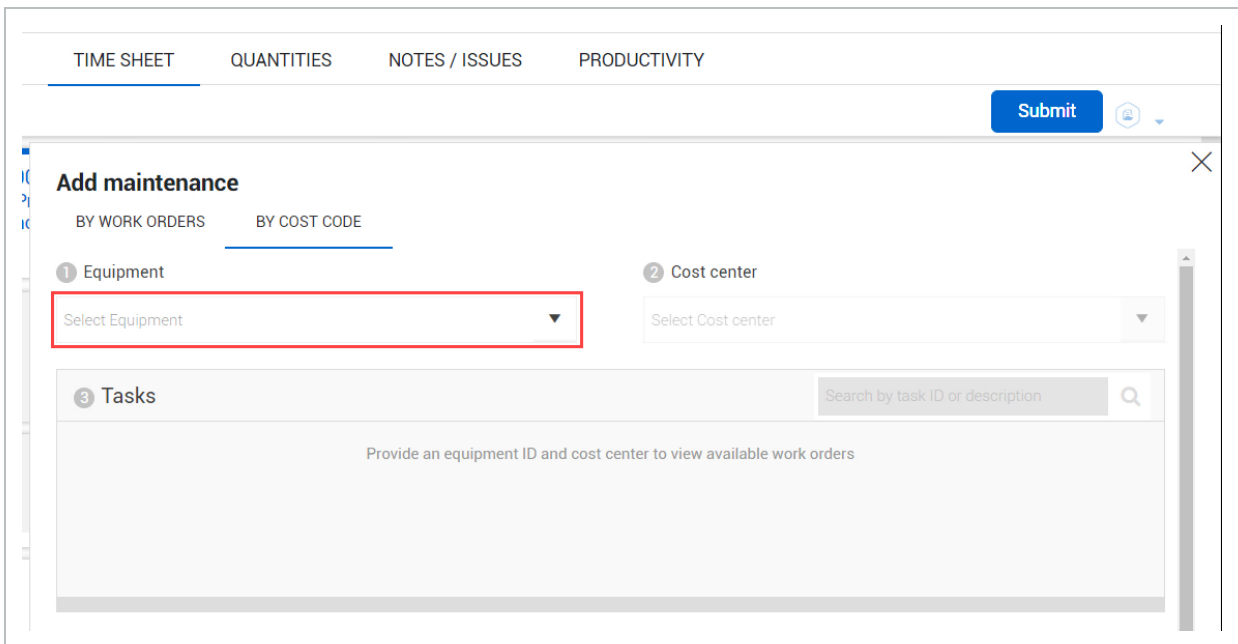 TIME SHEET QUANTITIES NOTES / ISSUES PRODUCTIVITY
Submit
Add maintenance
BY WORK ORDERS BY COST CODE
1 Equipment 2 Cost center
Select Equipment Select Cost center
3 Tasks Search by task ID or description
Provide an equipment ID and cost center to view available work orders